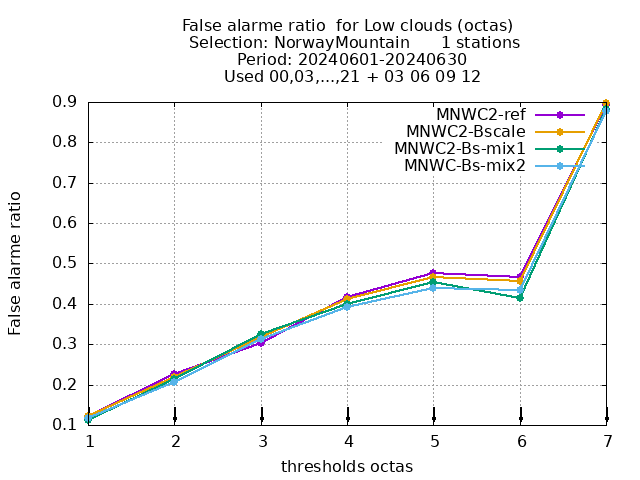 False alarme ratio  for Low clouds (octas)
Selection: NorwayMountain      1 stations
Period: 20240601-20240630
Used 00,03,...,21 + 03 06 09 12
MNWC2-ref
MNWC2-Bscale
MNWC2-Bs-mix1
MNWC-Bs-mix2
False alarme ratio
0.9
0.8
0.7
0.6
0.5
0.4
0.3
0.2
0.1
1 2 3 4 5 6 7
thresholds octas